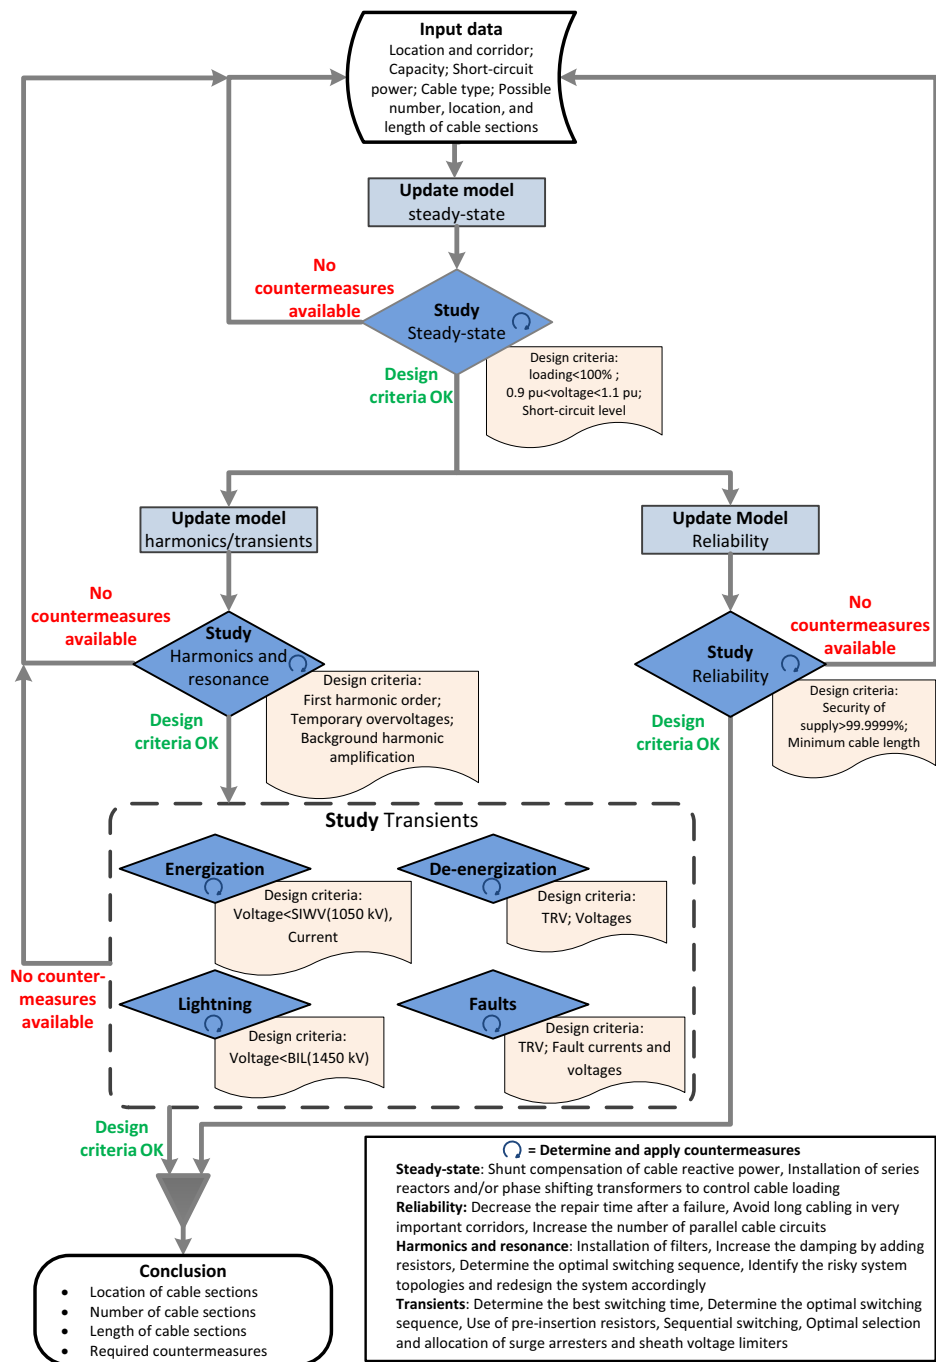 Input data
Location and corridor;
Capacity; Short-circuit
power; Cable type; Possible
number, location, and
length of cable sections
Update model
steady-state
No
countermeasures
available
Study
Steady-state
Design
criteria OK
Design criteria:
loading<100% ;
0.9 pu<voltage<1.1 pu;
Short-circuit level
Update model
harmonics/transients
Update Model
Reliability
No
countermeasures
available
Study
Harmonics and
resonance
Design
criteria OK
Design criteria:
First harmonic order;
Temporary overvoltages;
Background harmonic
amplification
No
countermeasures
available
Study
Reliability
Design
criteria OK
Design criteria:
Security of
supply>99.9999%;
Minimum cable length
Study Transients
Energization
Design criteria:
Voltage<SIWV(1050 kV),
Current
De-energization
Design criteria:
TRV; Voltages
Lightning
Design criteria:
Voltage<BIL(1450 kV)
Faults
Design criteria:
TRV; Fault currents and
voltages
No counter-
measures
available
Design
criteria OK
Conclusion
• Location of cable sections
• Number of cable sections
• Length of cable sections
• Required countermeasures
= Determine and apply countermeasures
Steady-state: Shunt compensation of cable reactive power, Installation of series
reactors and/or phase shifting transformers to control cable loading
Reliability: Decrease the repair time after a failure, Avoid long cabling in very
important corridors, Increase the number of parallel cable circuits
Harmonics and resonance: Installation of filters, Increase the damping by adding
resistors, Determine the optimal switching sequence, Identify the risky system
topologies and redesign the system accordingly
Transients: Determine the best switching time, Determine the optimal switching
sequence, Use of pre-insertion resistors, Sequential switching, Optimal selection
and allocation of surge arresters and sheath voltage limiters